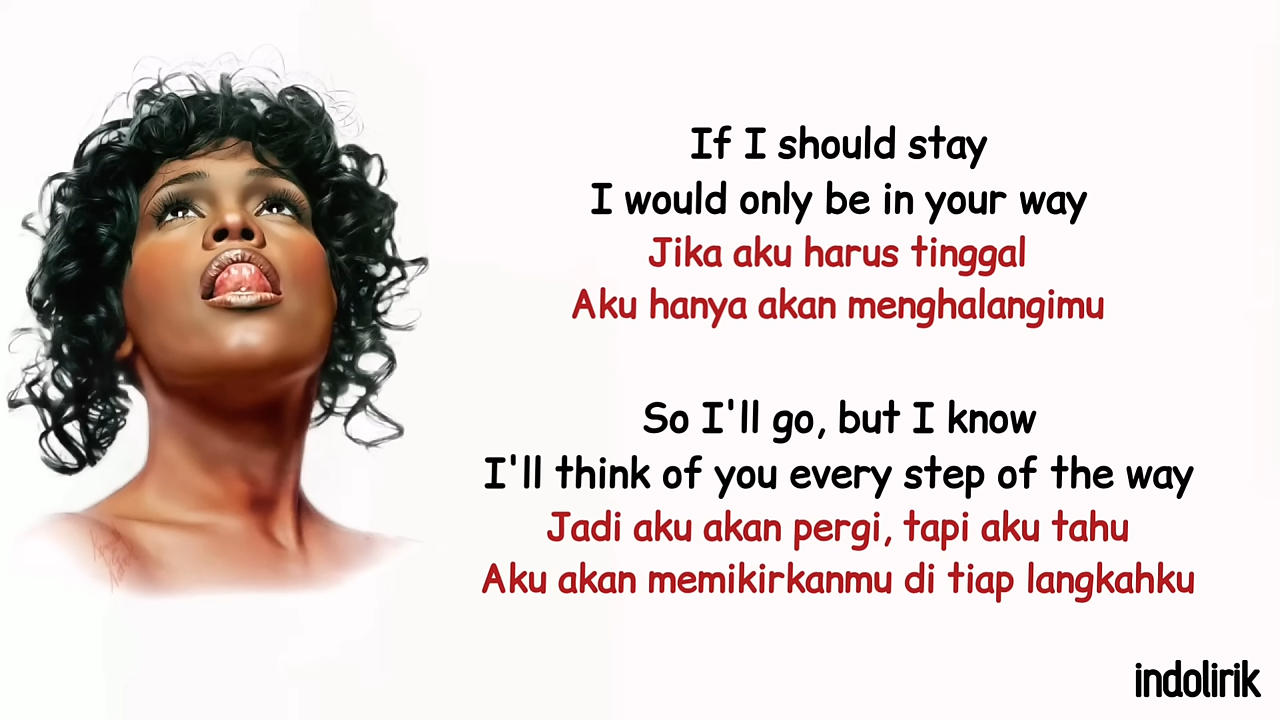 If I should stay
I would only be in your way
Jika aku harus tinggal
Aku hanya akan menghalangimu
So I'll go, but I know
I'll think of you every step of the way
Jadi aku akan pergi, tapi aku tahu
Aku akan memikirkanmu di tiap langkahku
indolirik